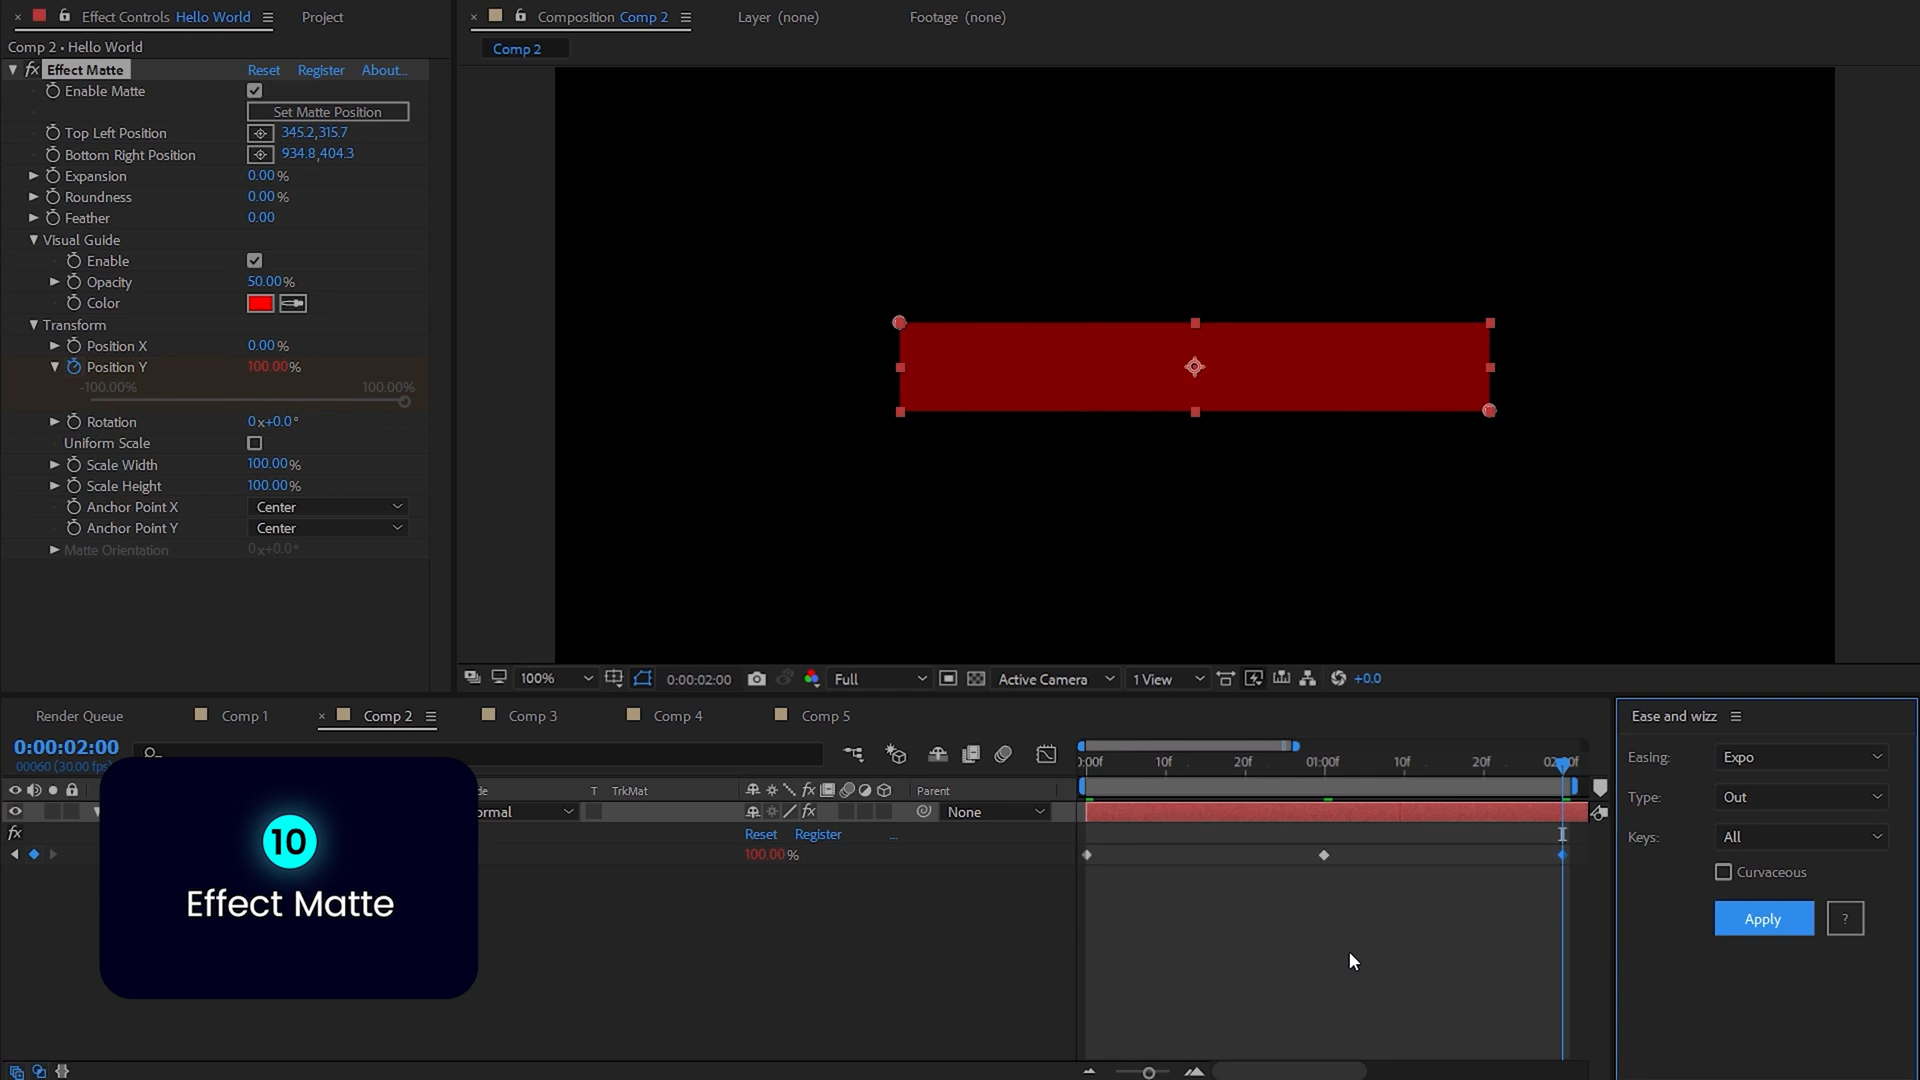 Effect Controls Hello World
Project
Comp 2 • Hello World
fx Effect Matte Reset Register About...
Enable Matte
Set Matte Position
Top Left Position 345.2,315.7
Bottom Right Position 934.8,404.3
Expansion 0.00 %
Roundness 0.00 %
Feather 0.00
Visual Guide
Enable
Opacity 50.00 %
Color
Transform
Position X 0.00 %
Position Y 100.00 %
-100.00% 100.00%
Rotation 0x+0.0°
Uniform Scale
Scale Width 100.00 %
Scale Height 100.00 %
Anchor Point X Center
Anchor Point Y Center
Matte Orientation 0x+0.0°
Composition Comp 2
Layer (none)
Footage (none)
Comp 2
100% 0:00:02:00 Full Active Camera 1 View +0.0
Render Queue Comp 1 Comp 2 Comp 3 Comp 4 Comp 5
0:00:02:00
00060 (30.00 fps)
:00f 10f 20f 01:00f 10f 20f
de T TrkMat fx Parent
ormal fx None
fx Reset Register ...
100.00 %
10
Effect Matte
Ease and wizz
Easing: Expo
Type: Out
Keys: All
Curvaceous
Apply ?